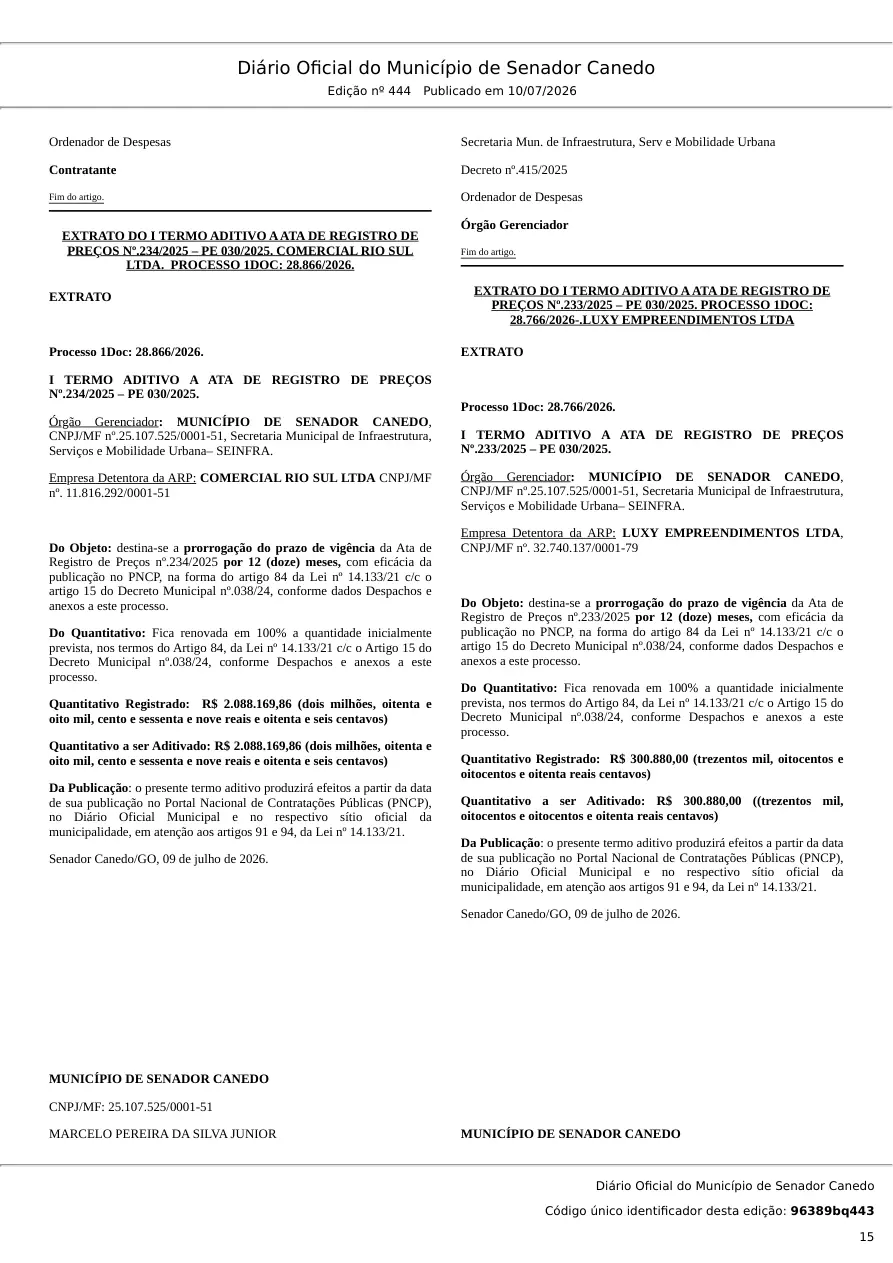 Diário Oficial do Município de Senador Canedo
Edição nº 444   Publicado em 10/07/2026
Ordenador de Despesas
Contratante
Fim do artigo.
EXTRATO DO I TERMO ADITIVO A ATA DE REGISTRO DE
PREÇOS Nº.234/2025 – PE 030/2025. COMERCIAL RIO SUL
LTDA.  PROCESSO 1DOC: 28.866/2026.
EXTRATO
Processo 1Doc: 28.866/2026.
I TERMO ADITIVO A ATA DE REGISTRO DE PREÇOS
Nº.234/2025 – PE 030/2025.
Órgão Gerenciador: MUNICÍPIO DE SENADOR CANEDO,
CNPJ/MF nº.25.107.525/0001-51, Secretaria Municipal de Infraestrutura,
Serviços e Mobilidade Urbana– SEINFRA.
Empresa Detentora da ARP: COMERCIAL RIO SUL LTDA CNPJ/MF
nº. 11.816.292/0001-51
Do Objeto: destina-se a prorrogação do prazo de vigência da Ata de
Registro de Preços nº.234/2025 por 12 (doze) meses, com eficácia da
publicação no PNCP, na forma do artigo 84 da Lei nº 14.133/21 c/c o
artigo 15 do Decreto Municipal nº.038/24, conforme dados Despachos e
anexos a este processo.
Do Quantitativo: Fica renovada em 100% a quantidade inicialmente
prevista, nos termos do Artigo 84, da Lei nº 14.133/21 c/c o Artigo 15 do
Decreto Municipal nº.038/24, conforme Despachos e anexos a este
processo.
Quantitativo Registrado:  R$ 2.088.169,86 (dois milhões, oitenta e
oito mil, cento e sessenta e nove reais e oitenta e seis centavos)
Quantitativo a ser Aditivado: R$ 2.088.169,86 (dois milhões, oitenta e
oito mil, cento e sessenta e nove reais e oitenta e seis centavos)
Da Publicação: o presente termo aditivo produzirá efeitos a partir da data
de sua publicação no Portal Nacional de Contratações Públicas (PNCP),
no Diário Oficial Municipal e no respectivo sítio oficial da
municipalidade, em atenção aos artigos 91 e 94, da Lei nº 14.133/21.
Senador Canedo/GO, 09 de julho de 2026.
MUNICÍPIO DE SENADOR CANEDO
CNPJ/MF: 25.107.525/0001-51
MARCELO PEREIRA DA SILVA JUNIOR
Secretaria Mun. de Infraestrutura, Serv e Mobilidade Urbana
Decreto nº.415/2025
Ordenador de Despesas
Órgão Gerenciador
Fim do artigo.
EXTRATO DO I TERMO ADITIVO A ATA DE REGISTRO DE
PREÇOS Nº.233/2025 – PE 030/2025. PROCESSO 1DOC:
28.766/2026-.LUXY EMPREENDIMENTOS LTDA
EXTRATO
Processo 1Doc: 28.766/2026.
I TERMO ADITIVO A ATA DE REGISTRO DE PREÇOS
Nº.233/2025 – PE 030/2025.
Órgão Gerenciador: MUNICÍPIO DE SENADOR CANEDO,
CNPJ/MF nº.25.107.525/0001-51, Secretaria Municipal de Infraestrutura,
Serviços e Mobilidade Urbana– SEINFRA.
Empresa Detentora da ARP: LUXY EMPREENDIMENTOS LTDA,
CNPJ/MF nº. 32.740.137/0001-79
Do Objeto: destina-se a prorrogação do prazo de vigência da Ata de
Registro de Preços nº.233/2025 por 12 (doze) meses, com eficácia da
publicação no PNCP, na forma do artigo 84 da Lei nº 14.133/21 c/c o
artigo 15 do Decreto Municipal nº.038/24, conforme dados Despachos e
anexos a este processo.
Do Quantitativo: Fica renovada em 100% a quantidade inicialmente
prevista, nos termos do Artigo 84, da Lei nº 14.133/21 c/c o Artigo 15 do
Decreto Municipal nº.038/24, conforme Despachos e anexos a este
processo.
Quantitativo Registrado:  R$ 300.880,00 (trezentos mil, oitocentos e
oitocentos e oitenta reais centavos)
Quantitativo a ser Aditivado: R$ 300.880,00 ((trezentos mil,
oitocentos e oitocentos e oitenta reais centavos)
Da Publicação: o presente termo aditivo produzirá efeitos a partir da data
de sua publicação no Portal Nacional de Contratações Públicas (PNCP),
no Diário Oficial Municipal e no respectivo sítio oficial da
municipalidade, em atenção aos artigos 91 e 94, da Lei nº 14.133/21.
Senador Canedo/GO, 09 de julho de 2026.
MUNICÍPIO DE SENADOR CANEDO
Diário Oficial do Município de Senador Canedo
Código único identificador desta edição: 96389bq443
15